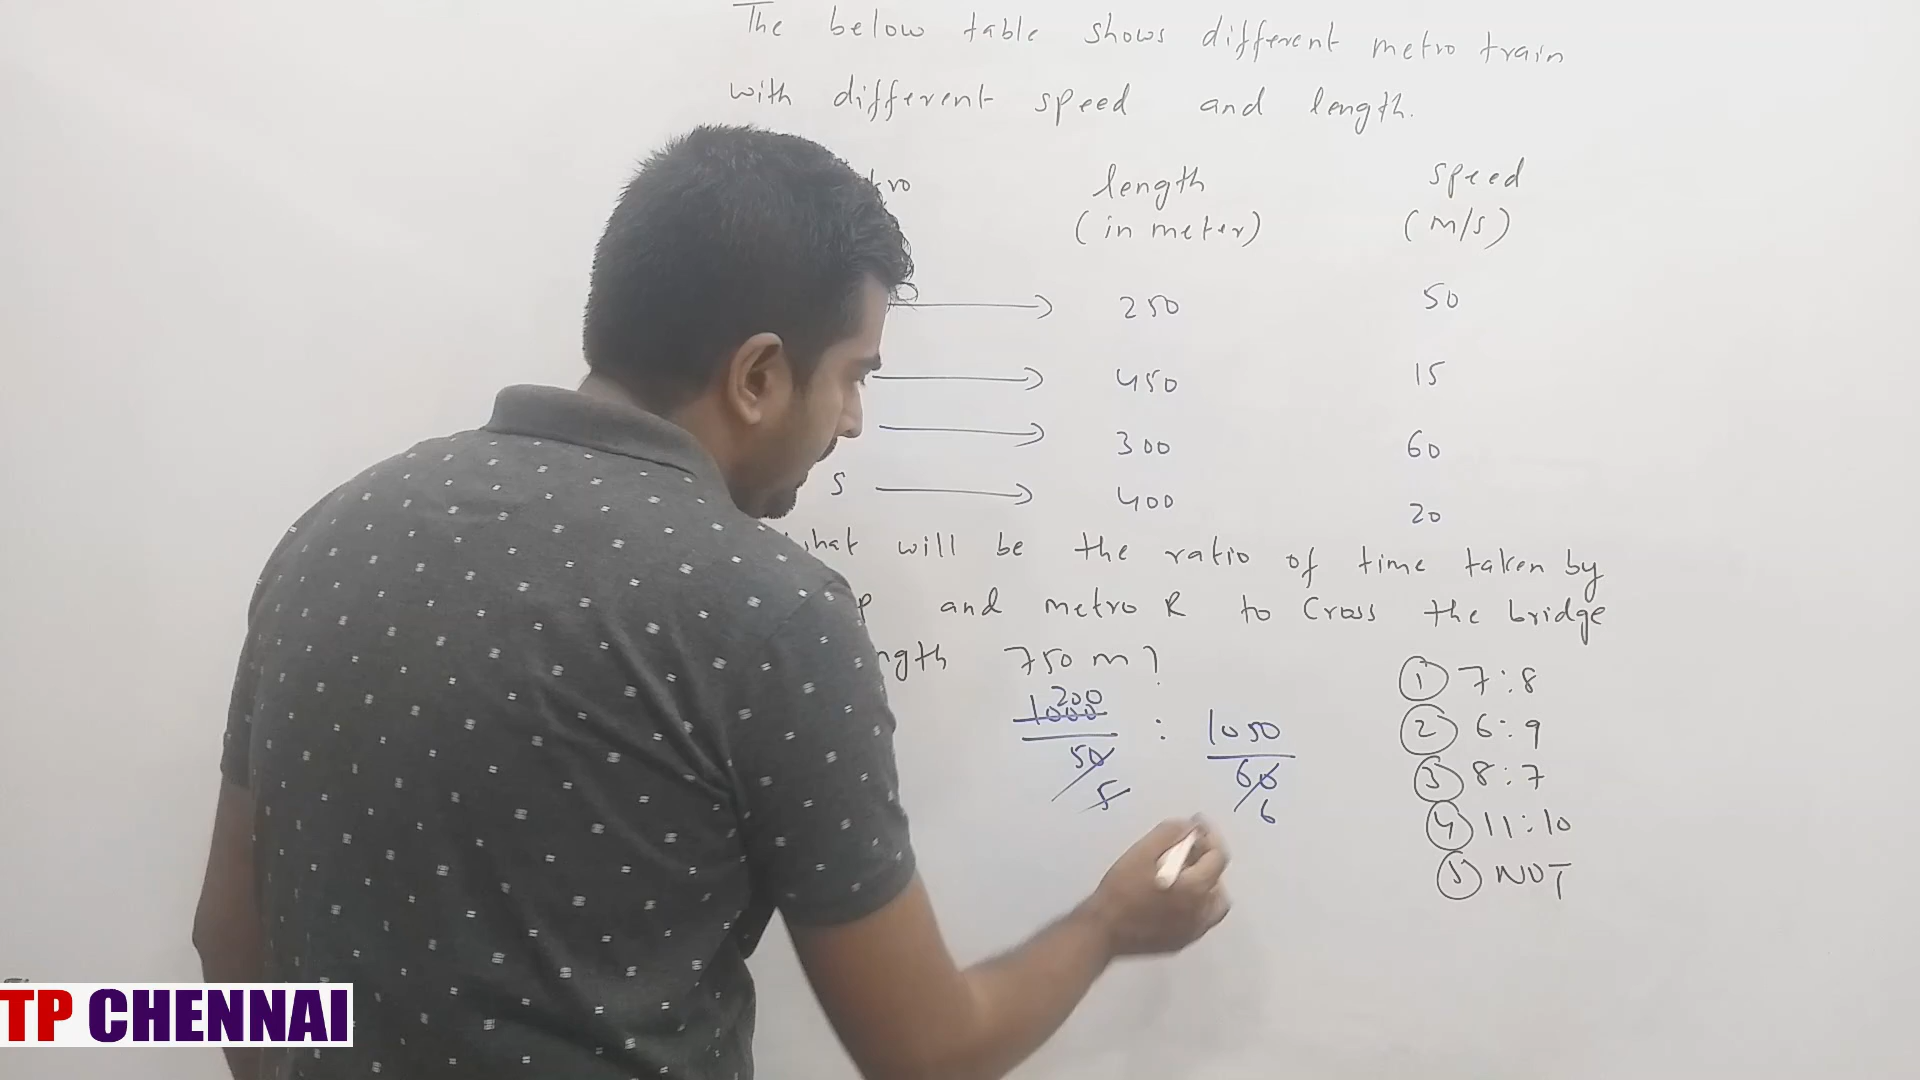 The below table shows different metro train
with different speed and length.
length speed
(in meter) (m/s)
250 50
450 15
300 60
S 400 20
will be the ratio of time taken by
P and metro R to cross the bridge
750 m?
200
1000 : 1050
50 60
5 6
① 7:8
② 6:9
③ 8:7
④ 11:10
⑤ NOT
TP CHENNAI